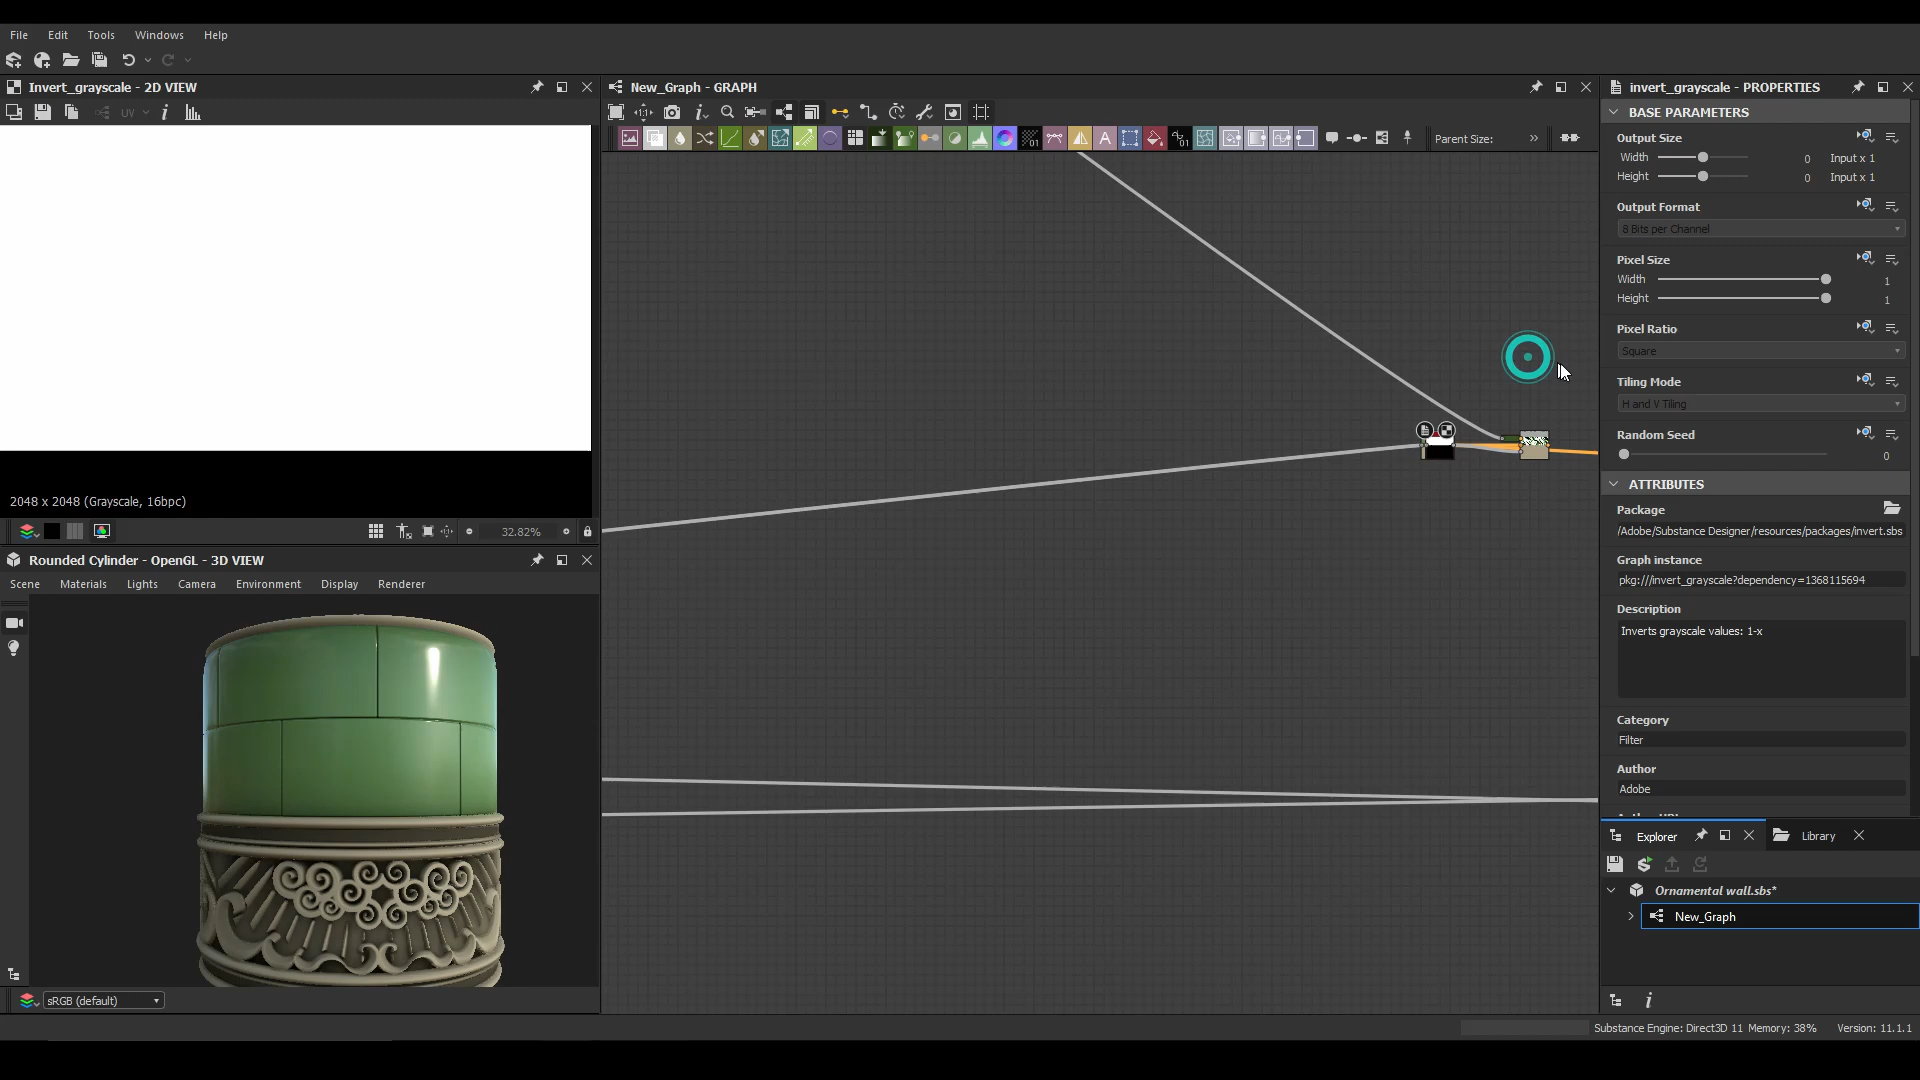 File Edit Tools Windows Help
Invert_grayscale - 2D VIEW
UV
2048 x 2048 (Grayscale, 16bpc)
32.82%
Rounded Cylinder - OpenGL - 3D VIEW
Scene Materials Lights Camera Environment Display Renderer
sRGB (default)
New_Graph - GRAPH
Parent Size:
invert_grayscale - PROPERTIES
BASE PARAMETERS
Output Size
Width 0 Input x 1
Height 0 Input x 1
Output Format
8 Bits per Channel
Pixel Size
Width 1
Height 1
Pixel Ratio
Square
Tiling Mode
H and V Tiling
Random Seed
0
ATTRIBUTES
Package
/Adobe/Substance Designer/resources/packages/invert.sbs
Graph instance
pkg:///invert_grayscale?dependency=1368115694
Description
Inverts grayscale values: 1-x
Category
Filter
Author
Adobe
Explorer Library
Ornamental wall.sbs*
New_Graph
Substance Engine: Direct3D 11 Memory: 38% Version: 11.1.1